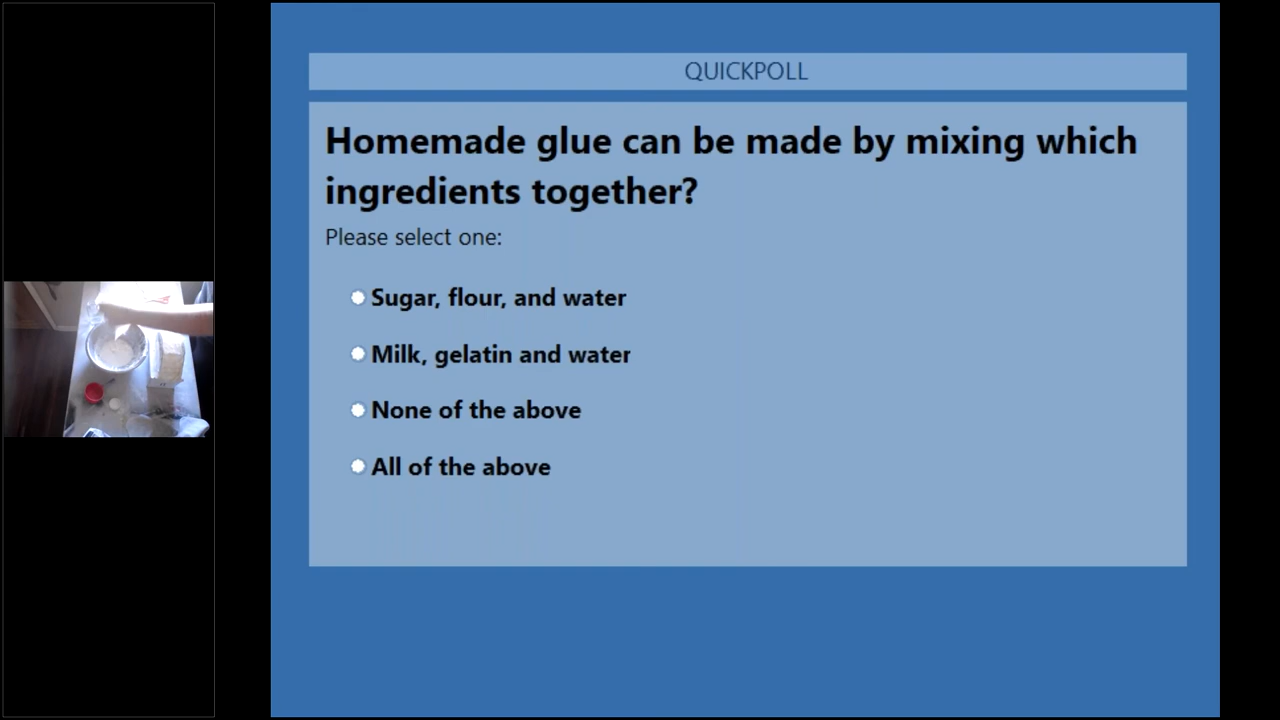 QUICKPOLL
Homemade glue can be made by mixing which
ingredients together?
Please select one:
Sugar, flour, and water
Milk, gelatin and water
None of the above
All of the above